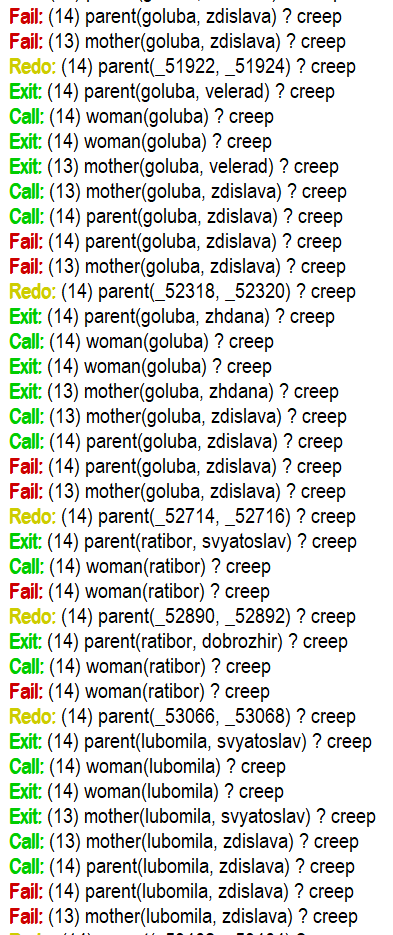 Fail: (14) parent(goluba, zdislava) ? creep
Fail: (13) mother(goluba, zdislava) ? creep
Redo: (14) parent(_51922, _51924) ? creep
Exit: (14) parent(goluba, velerad) ? creep
Call: (14) woman(goluba) ? creep
Exit: (14) woman(goluba) ? creep
Exit: (13) mother(goluba, velerad) ? creep
Call: (13) mother(goluba, zdislava) ? creep
Call: (14) parent(goluba, zdislava) ? creep
Fail: (14) parent(goluba, zdislava) ? creep
Fail: (13) mother(goluba, zdislava) ? creep
Redo: (14) parent(_52318, _52320) ? creep
Exit: (14) parent(goluba, zhdana) ? creep
Call: (14) woman(goluba) ? creep
Exit: (14) woman(goluba) ? creep
Exit: (13) mother(goluba, zhdana) ? creep
Call: (13) mother(goluba, zdislava) ? creep
Call: (14) parent(goluba, zdislava) ? creep
Fail: (14) parent(goluba, zdislava) ? creep
Fail: (13) mother(goluba, zdislava) ? creep
Redo: (14) parent(_52714, _52716) ? creep
Exit: (14) parent(ratibor, svyatoslav) ? creep
Call: (14) woman(ratibor) ? creep
Fail: (14) woman(ratibor) ? creep
Redo: (14) parent(_52890, _52892) ? creep
Exit: (14) parent(ratibor, dobrozhir) ? creep
Call: (14) woman(ratibor) ? creep
Fail: (14) woman(ratibor) ? creep
Redo: (14) parent(_53066, _53068) ? creep
Exit: (14) parent(lubomila, svyatoslav) ? creep
Call: (14) woman(lubomila) ? creep
Exit: (14) woman(lubomila) ? creep
Exit: (13) mother(lubomila, svyatoslav) ? creep
Call: (13) mother(lubomila, zdislava) ? creep
Call: (14) parent(lubomila, zdislava) ? creep
Fail: (14) parent(lubomila, zdislava) ? creep
Fail: (13) mother(lubomila, zdislava) ? creep